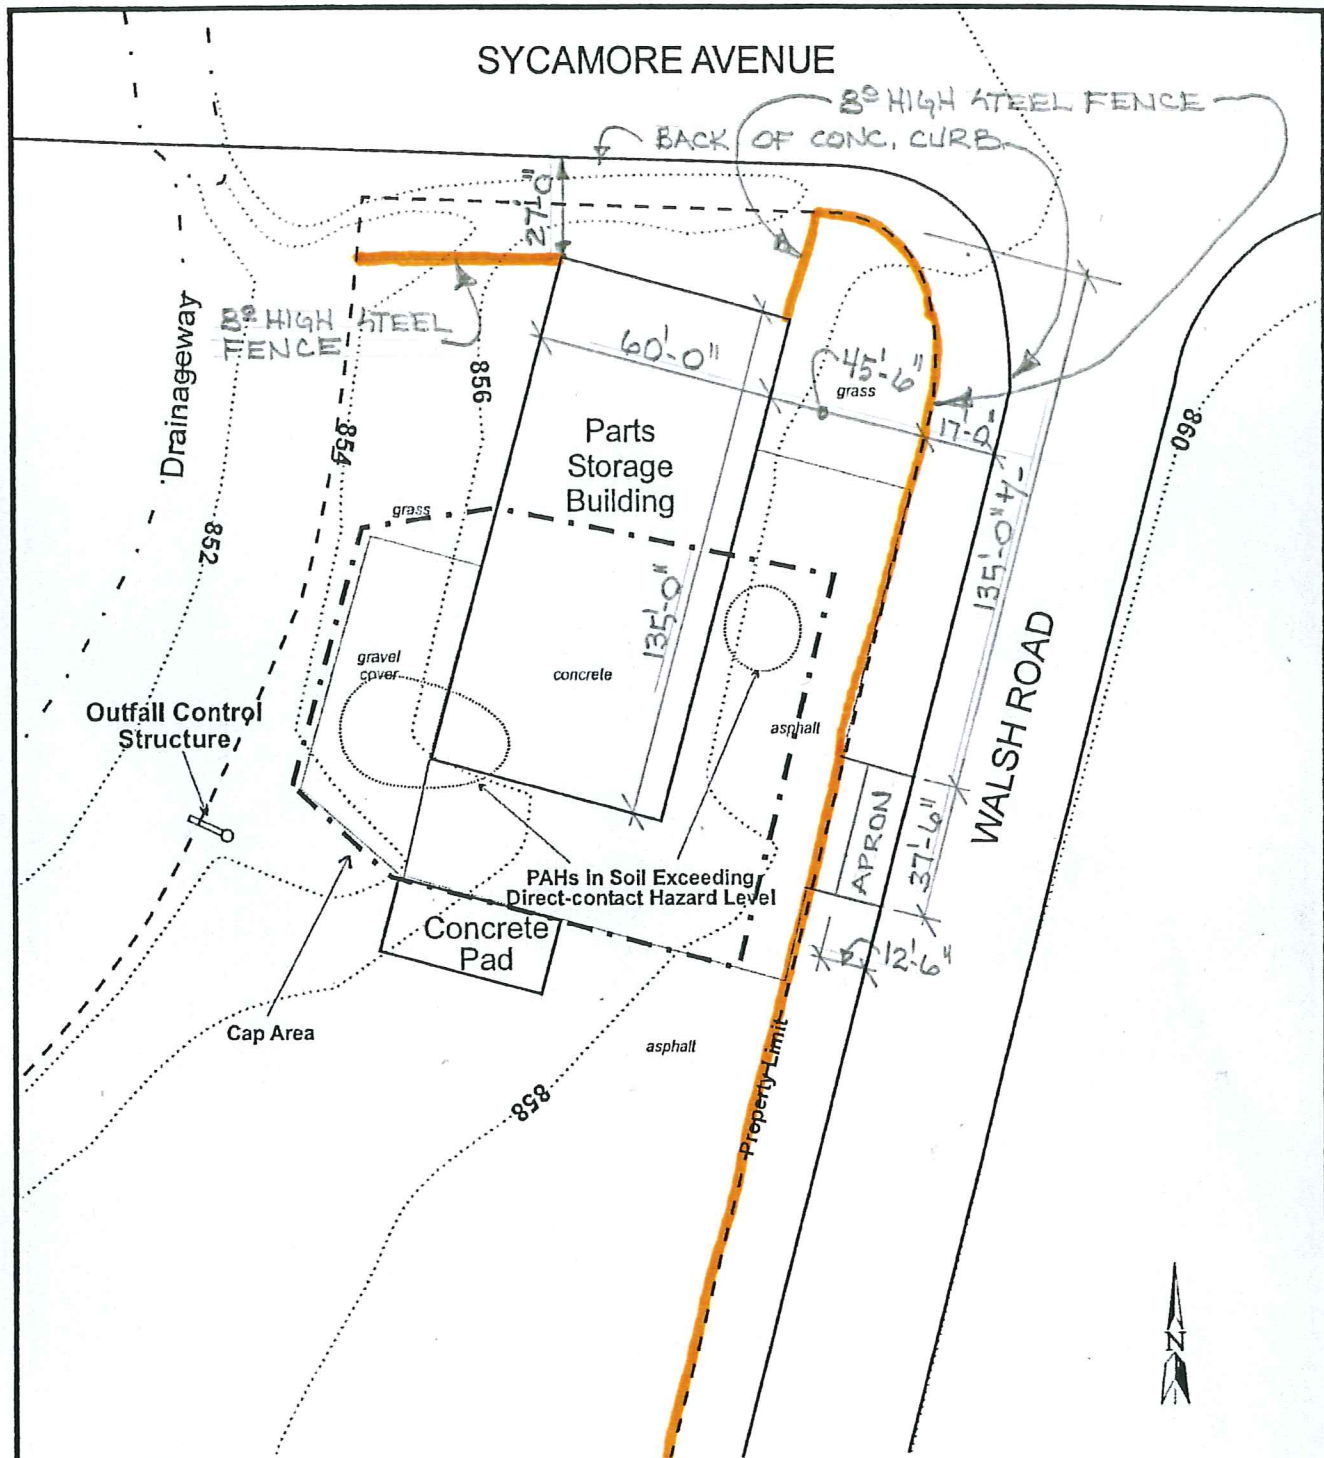 SYCAMORE AVENUE
8º HIGH STEEL FENCE
BACK OF CONC. CURB
27'-0"
8º HIGH STEEL
FENCE
Drainageway
856
854
852
860
60'-0"
45'-6"
grass
17'-0"
Parts
Storage
Building
grass
135'-0"
135'-0" +/-
WALSH ROAD
gravel
cover
concrete
asphalt
Outfall Control
Structure
APRON
37'-6"
PAHs In Soil Exceeding
Direct-contact Hazard Level
Concrete
Pad
12'-6"
Cap Area
asphalt
858
Property Limit
N